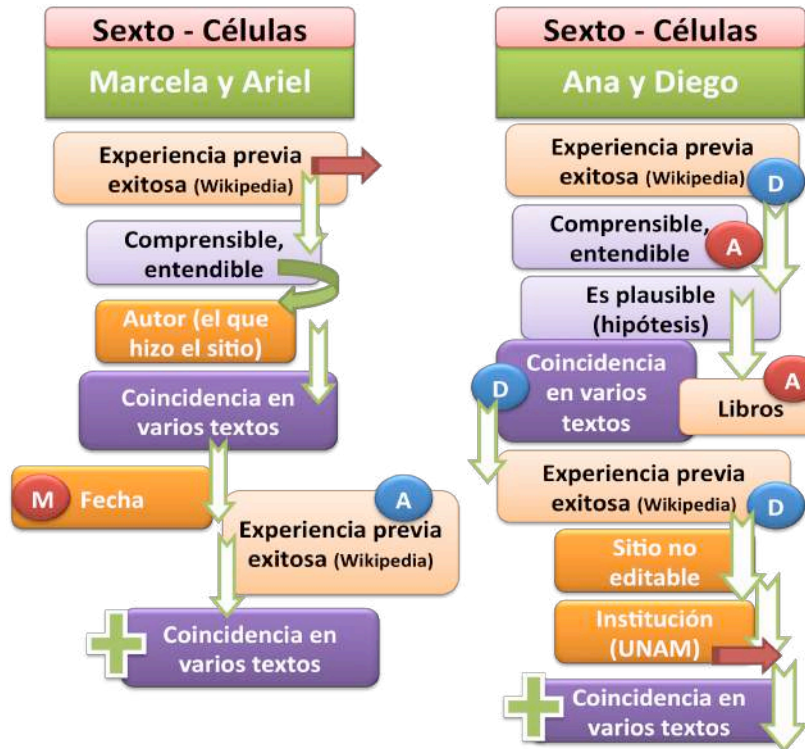 Sexto - Células
Marcela y Ariel
Experiencia previa
exitosa (Wikipedia)
Comprensible,
entendible
Autor (el que
hizo el sitio)
Coincidencia en
varios textos
M Fecha
A
Experiencia previa
exitosa (Wikipedia)
Coincidencia en
varios textos
Sexto - Células
Ana y Diego
Experiencia previa
exitosa (Wikipedia)
D
Comprensible,
entendible
A
Es plausible
(hipótesis)
D
Coincidencia
en varios
textos
A
Libros
Experiencia previa
exitosa (Wikipedia)
D
Sitio no
editable
Institución
(UNAM)
Coincidencia en
varios textos